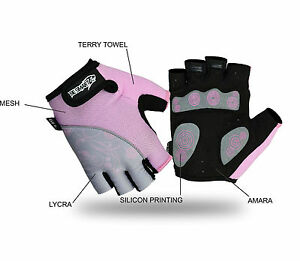 TERRY TOWEL
MESH
LYCRA
SILICON PRINTING
AMARA